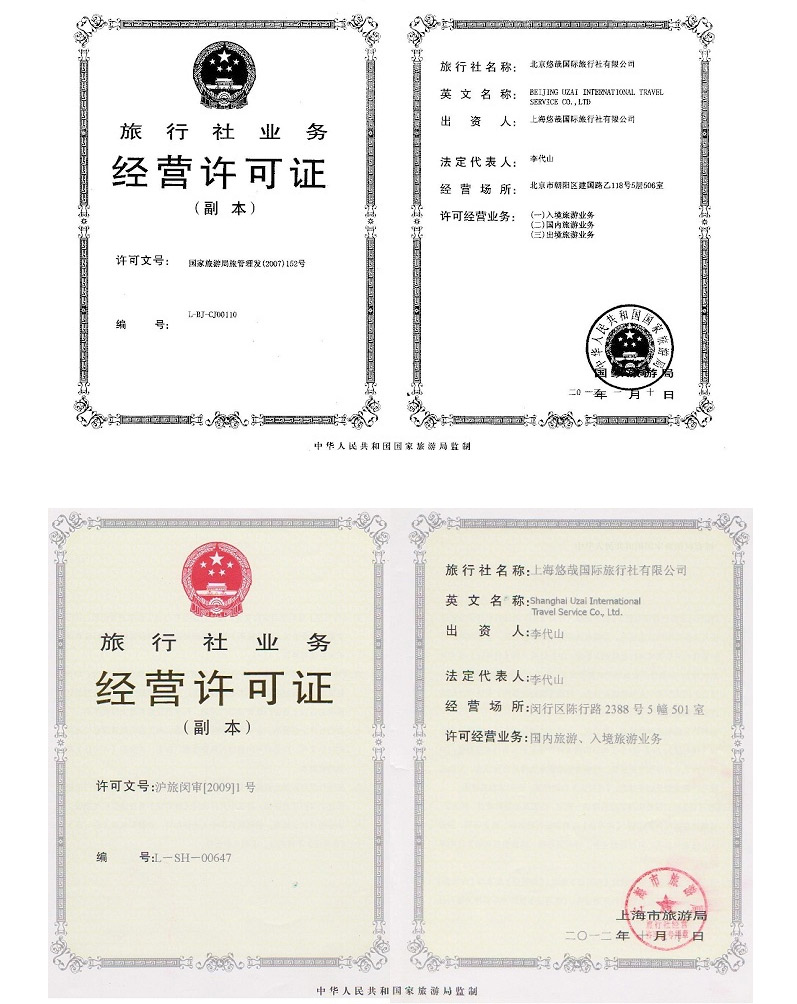 旅行社业务
经营许可证
（副本）
许可文号： 国家旅游局旅管理发(2007)152号
编 号： L-BJ-CJ00110
旅行社名称： 北京悠哉国际旅行社有限公司
英文名称： BEIJING UZAI INTERNATIONAL TRAVEL
SERVICE CO.,LTD
出资人： 上海悠哉国际旅行社有限公司
法定代表人： 李代山
经营场所： 北京市朝阳区建国路乙118号5层506室
许可经营业务： (一)入境旅游业务
(二)国内旅游业务
(三)出境旅游业务
中华人民共和国国家旅游局
国家旅游局
年 月十日
中华人民共和国国家旅游局监制
旅行社业务
经营许可证
（副本）
许可文号:沪旅闵审[2009]1号
编 号:L－SH－00647
旅行社名称:上海悠哉国际旅行社有限公司
英文名称:Shanghai Uzai International
Travel Service Co., Ltd.
出资人:李代山
法定代表人:李代山
经营场所:闵行区陈行路2388号5幢501室
许可经营业务:国内旅游、入境旅游业务
上海市旅游局
二〇一二年十月 日
中华人民共和国国家旅游局监制